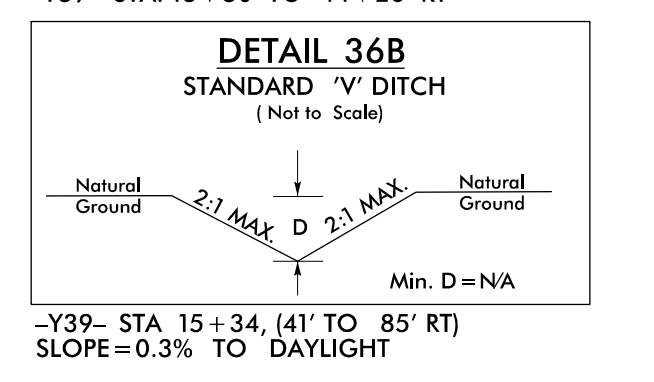 DETAIL 36B
STANDARD 'V' DITCH
( Not to Scale)
Natural
Ground
2:1 MAX.
D
2:1 MAX.
Natural
Ground
Min. D=N/A
-Y39- STA 15+34, (41' TO 85' RT)
SLOPE=0.3% TO DAYLIGHT